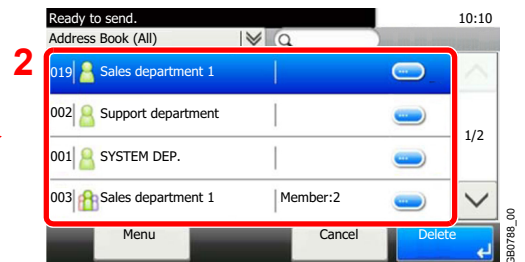 Ready to send. 10:10
Address Book (All)
2
019 Sales department 1
002 Support department
1/2
001 SYSTEM DEP.
003 Sales department 1 Member:2
Menu Cancel Delete
GB0788_00